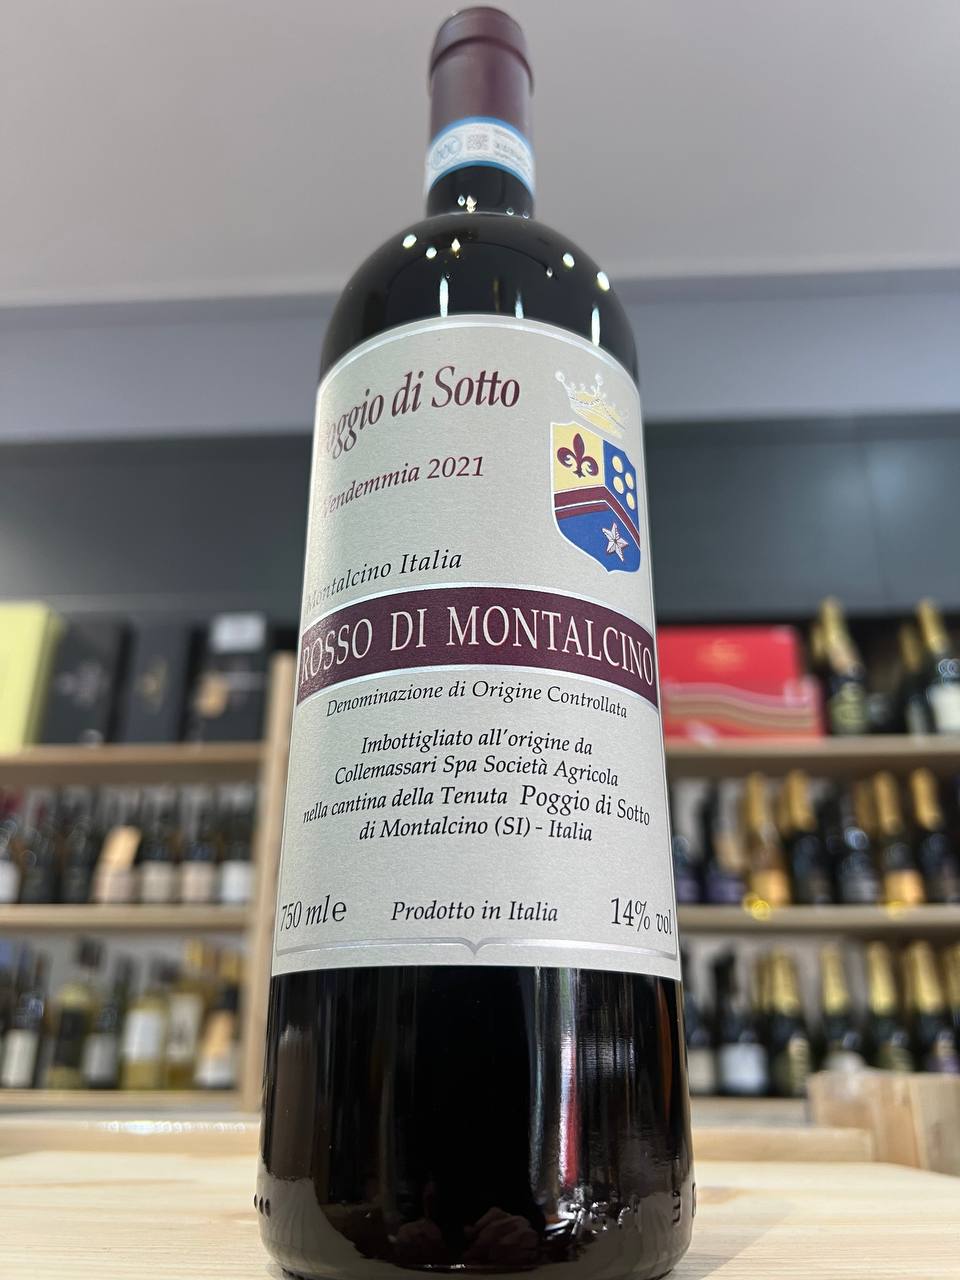 Poggio di Sotto
Vendemmia 2021
Montalcino Italia
ROSSO DI MONTALCINO
Denominazione di Origine Controllata
Imbottigliato all'origine da
Collemassari Spa Società Agricola
nella cantina della Tenuta Poggio di Sotto
di Montalcino (SI) - Italia
750 ml e Prodotto in Italia 14% vol